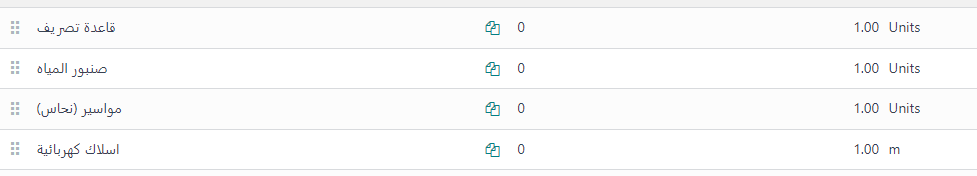 قاعدة تصريف 0 1.00 Units
صنبور المياه 0 1.00 Units
مواسير (نحاس) 0 1.00 Units
اسلاك كهربائية 0 1.00 m